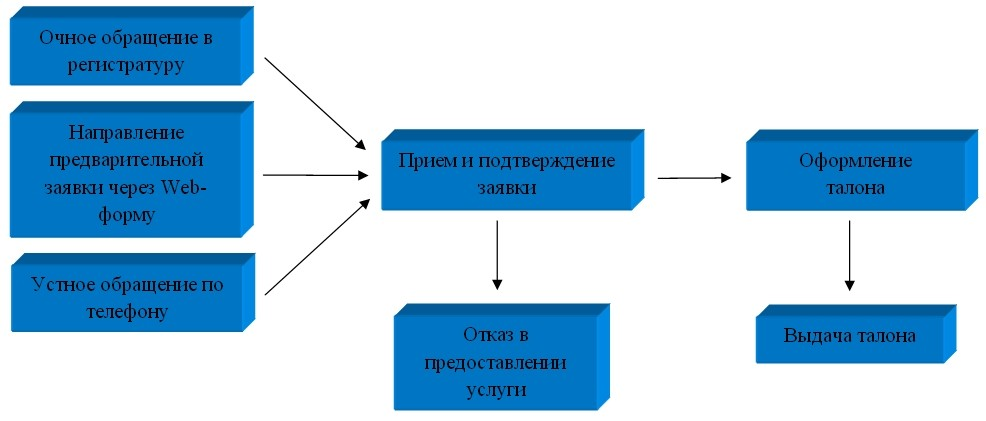 Очное обращение в
регистратуру
Направление
предварительной
заявки через Web-
форму
Устное обращение по
телефону
Прием и подтверждение
заявки
Отказ в
предоставлении
услуги
Оформление
талона
Выдача талона